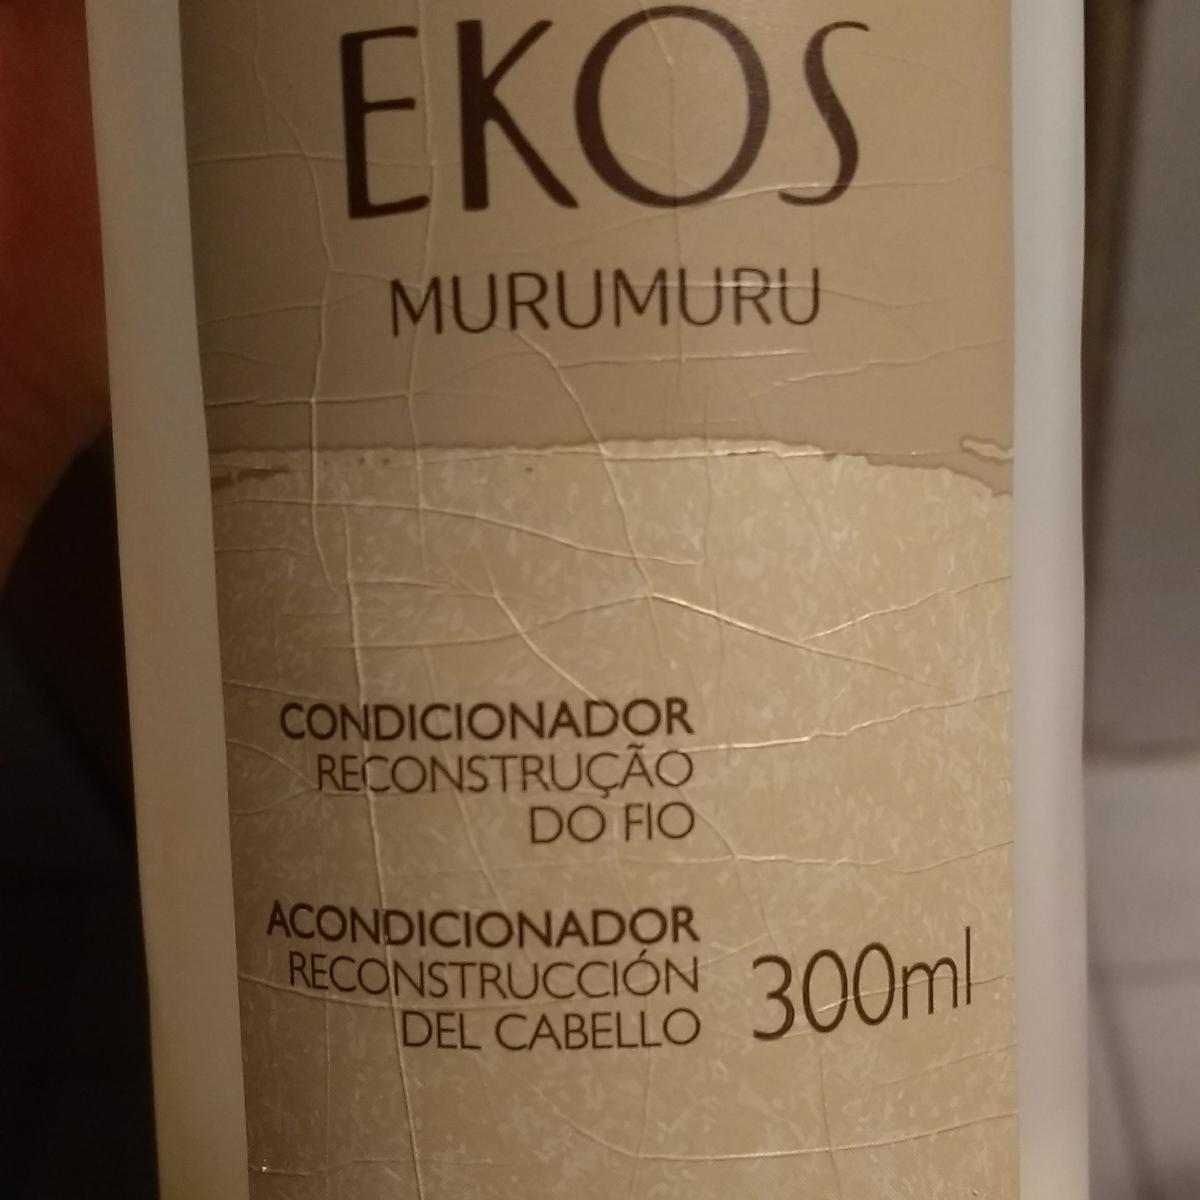 EKOS
MURUMURU
CONDICIONADOR
RECONSTRUÇÃO
DO FIO
ACONDICIONADOR
RECONSTRUCCIÓN
DEL CABELLO
300ml